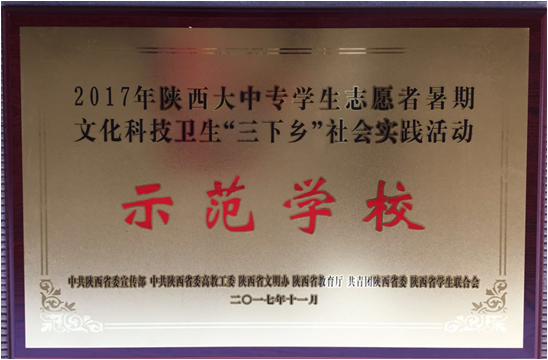 2017年陕西大中专学生志愿者暑期
文化科技卫生“三下乡”社会实践活动
示范学校
中共陕西省委宣传部 中共陕西省委高教工委 陕西省文明办 陕西省教育厅 共青团陕西省委 陕西省学生联合会
二〇一七年十一月